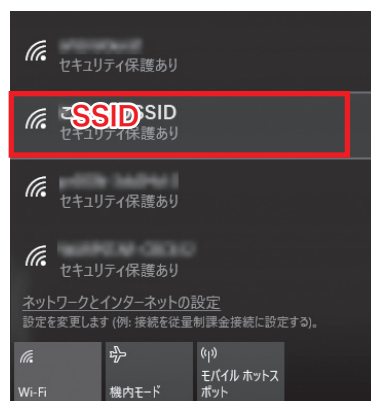 セキュリティ保護あり
SSID
SSID
セキュリティ保護あり
セキュリティ保護あり
セキュリティ保護あり
ネットワークとインターネットの設定
設定を変更します (例: 接続を従量制課金接続に設定する)。
Wi-Fi
機内モード
モバイル ホットス
ポット